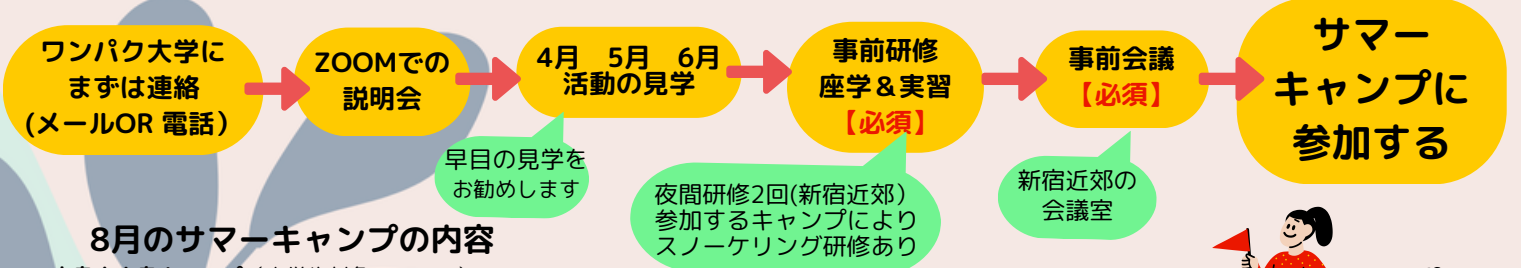 ワンパク大学に
まずは連絡
(メールOR 電話）
ZOOMでの
説明会
4月　5月　6月
活動の見学
早目の見学を
お勧めします
事前研修
座学＆実習
【必須】
夜間研修2回(新宿近郊）
参加するキャンプにより
スノーケリング研修あり
事前会議
【必須】
新宿近郊の
会議室
サマー
キャンプに
参加する
8月のサマーキャンプの内容